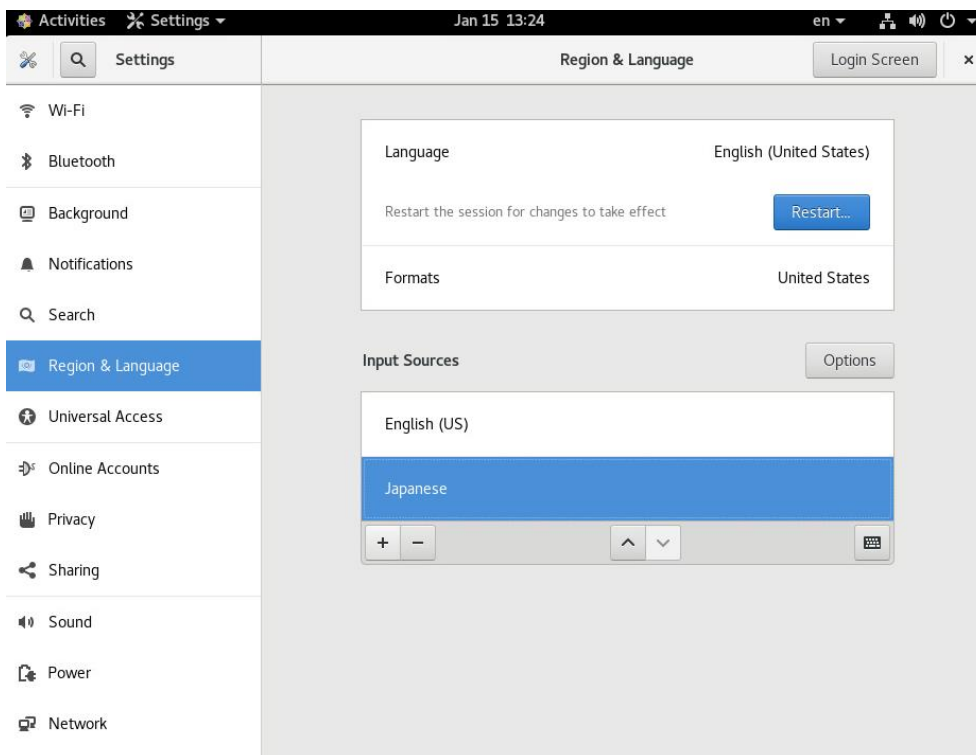 Activities Settings Jan 15 13:24 en
Settings Region & Language Login Screen
Wi-Fi
Bluetooth
Background
Notifications
Search
Region & Language
Universal Access
Online Accounts
Privacy
Sharing
Sound
Power
Network
Language English (United States)
Restart the session for changes to take effect Restart...
Formats United States
Input Sources Options
English (US)
Japanese